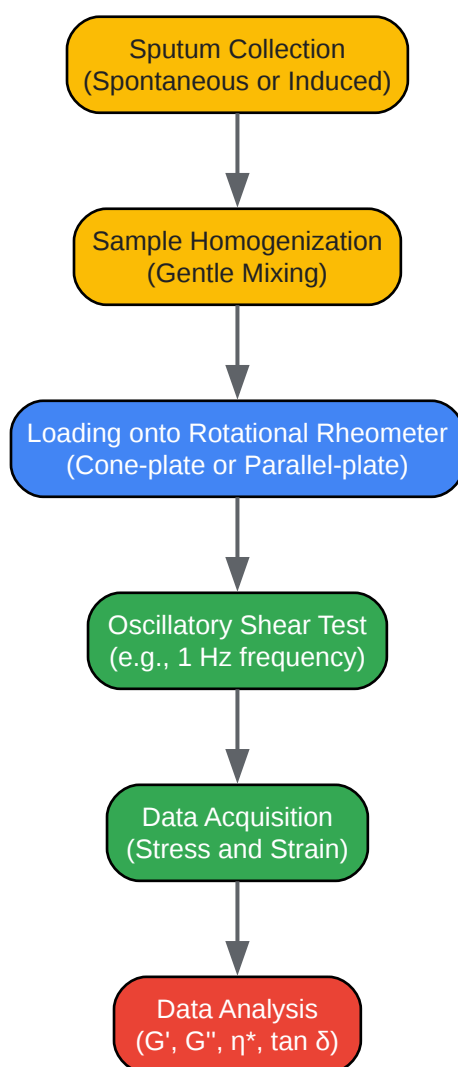 Sputum Collection
(Spontaneous or Induced)
Sample Homogenization
(Gentle Mixing)
Loading onto Rotational Rheometer
(Cone-plate or Parallel-plate)
Oscillatory Shear Test
(e.g., 1 Hz frequency)
Data Acquisition
(Stress and Strain)
Data Analysis
(G', G'', η*, tan δ)